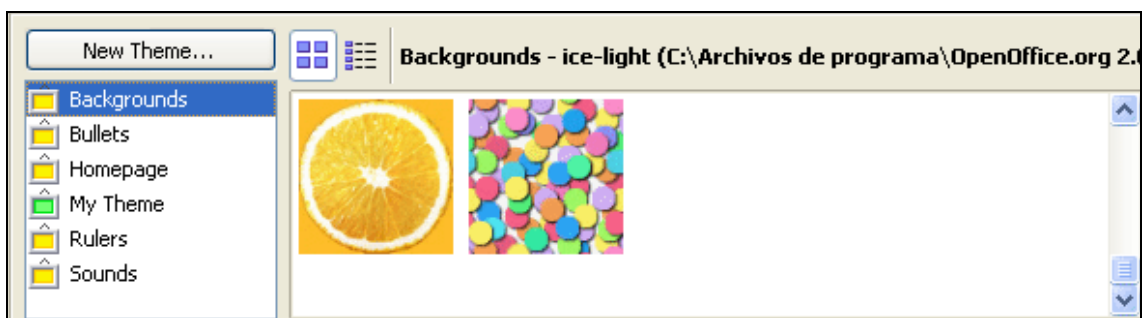 New Theme...
Backgrounds - ice-light (C:\Archivos de programa\OpenOffice.org 2.
Backgrounds
Bullets
Homepage
My Theme
Rulers
Sounds